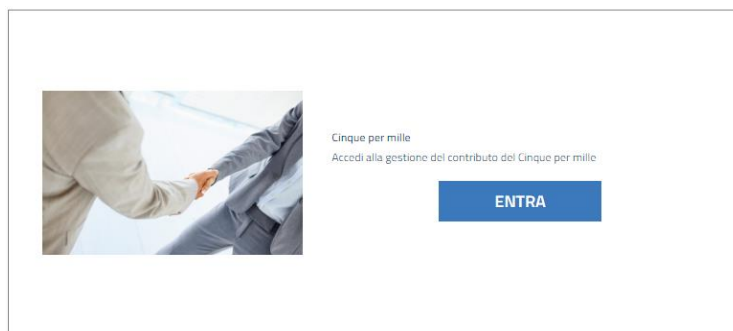 Cinque per mille
Accedi alla gestione del contributo del Cinque per mille
ENTRA